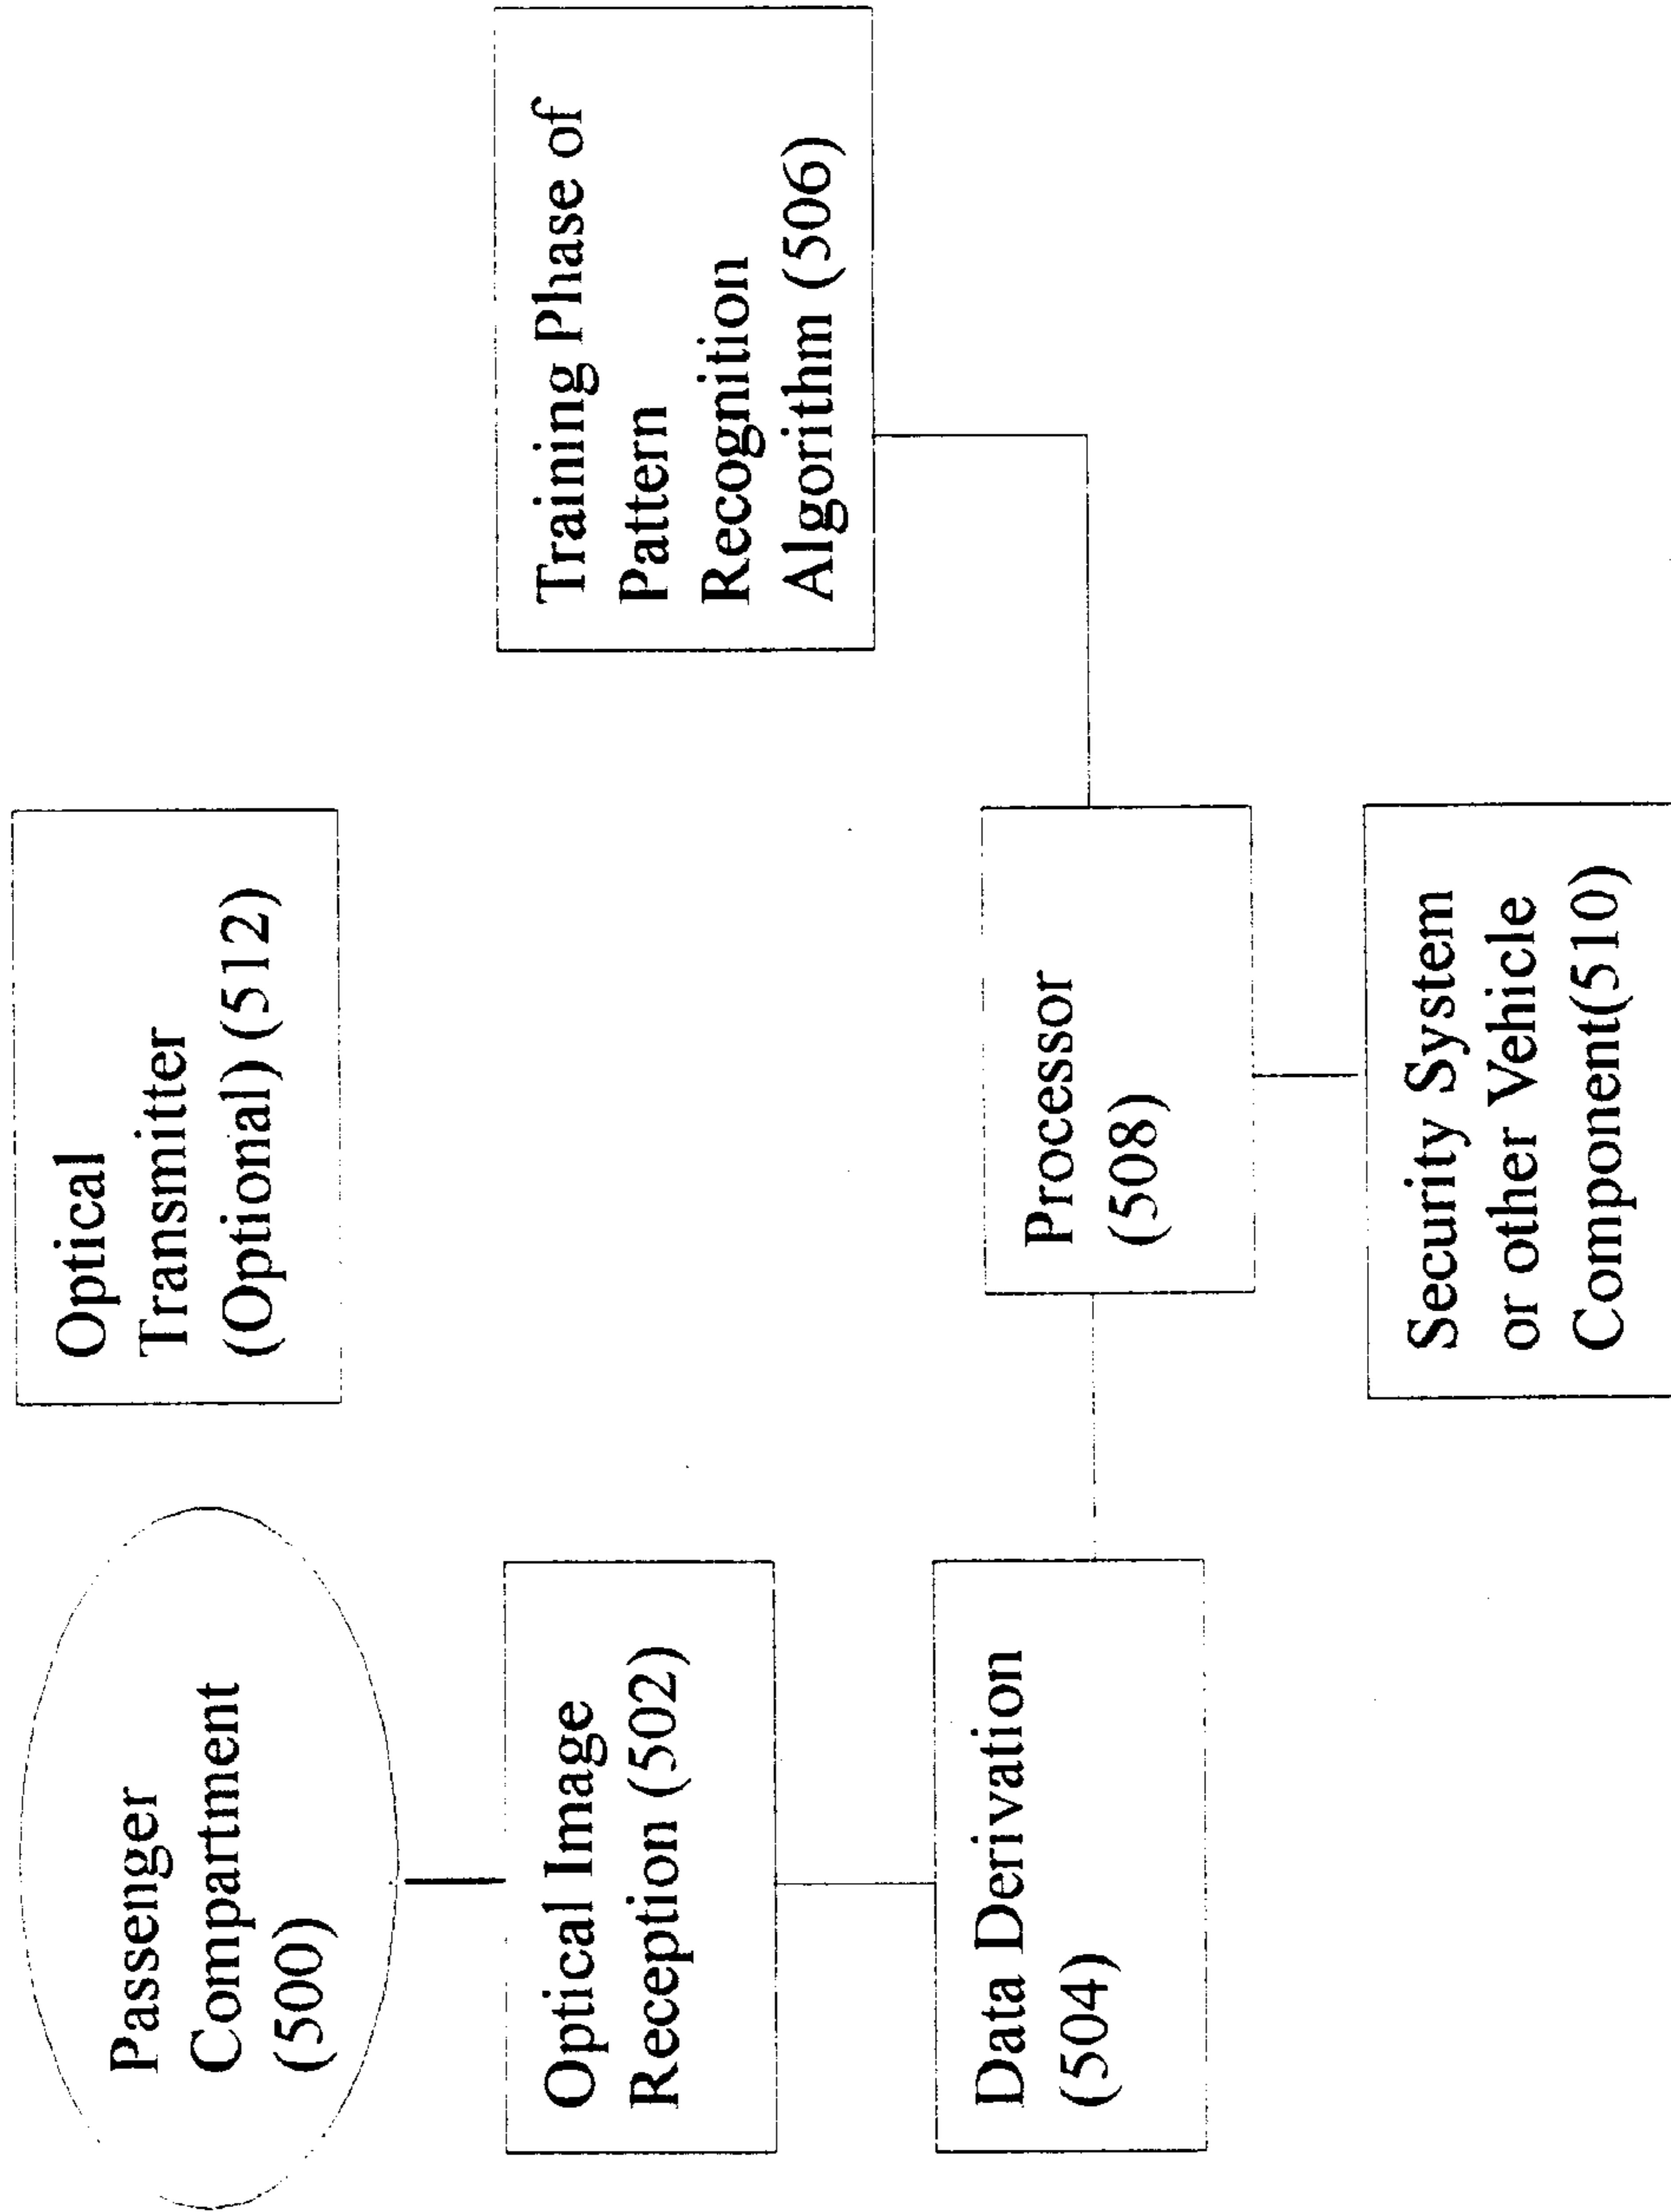 Passenger
Compartment
(500)
Optical
Transmitter
(Optional) (512)
Optical Image
Reception (502)
Training Phase of
Pattern
Recognition
Algorithm (506)
Data Derivation
(504)
Processor
(508)
Security System
or other Vehicle
Component(510)